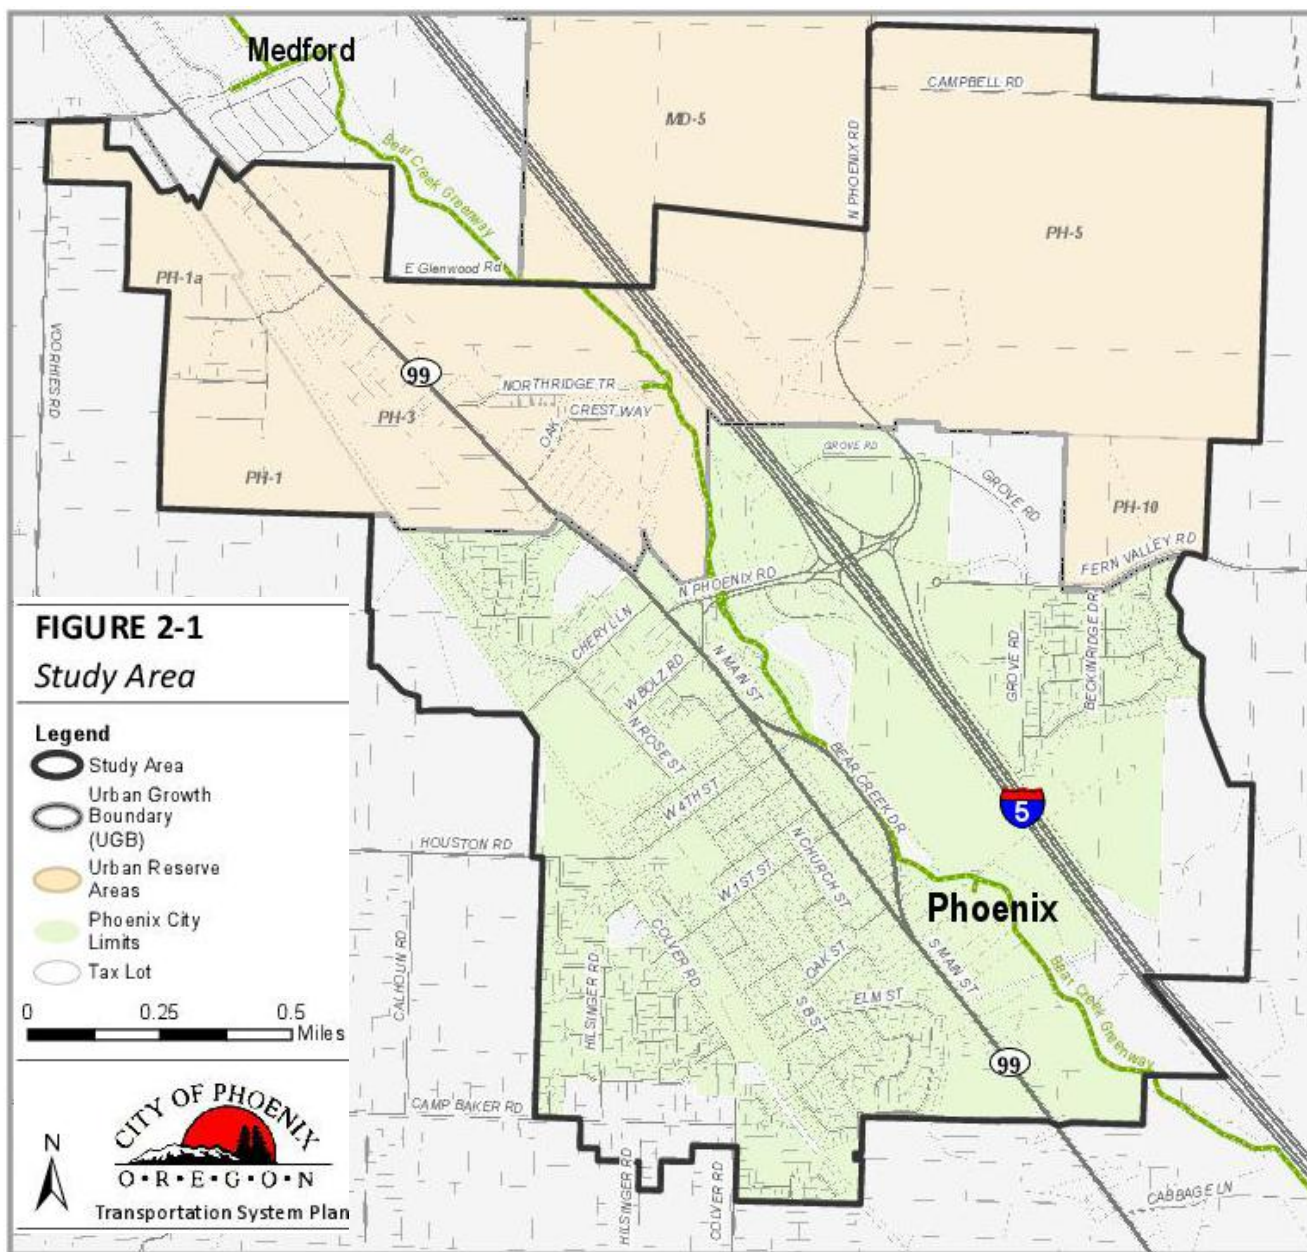 Medford
CAMPBELL RD
MD-5
Bear Creek Greenway
N PHOENIX RD
PH-5
E Glenwood Rd
PH-1a
VOORHIES RD
99
NORTHRIDGE TR
CREST WAY
OAK
PH-3
PH-1
GROVE RD
GROVE RD
PH-10
FERN VALLEY RD
N PHOENIX RD
CHERYL LN
W BOLZ RD
N MAIN ST
GROVE RD
BECKINRIDGE DR
N ROSE ST
W 4TH ST
BEAR CREEK DR
5
HOUSTON RD
N CHURCH ST
W 1ST ST
Phoenix
CALHOUN RD
COLVER RD
OAK ST
S MAIN ST
Bear Creek Greenway
HILSINGER RD
S B ST
ELM ST
99
CAMP BAKER RD
HILSINGER RD
COLVER RD
CABBAGE LN
FIGURE 2-1
Study Area
Legend
Study Area
Urban Growth
Boundary
(UGB)
Urban Reserve
Areas
Phoenix City
Limits
Tax Lot
0 0.25 0.5
Miles
N
CITY OF PHOENIX
O•R•E•G•O•N
Transportation System Plan